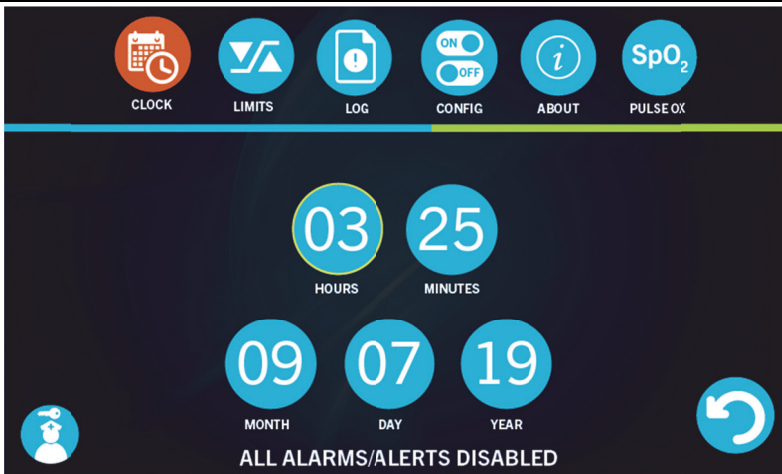 ON
OFF
i
SpO₂
CLOCK LIMITS LOG CONFIG ABOUT PULSE OX
03 25
HOURS MINUTES
09 07 19
MONTH DAY YEAR
ALL ALARMS/ALERTS DISABLED